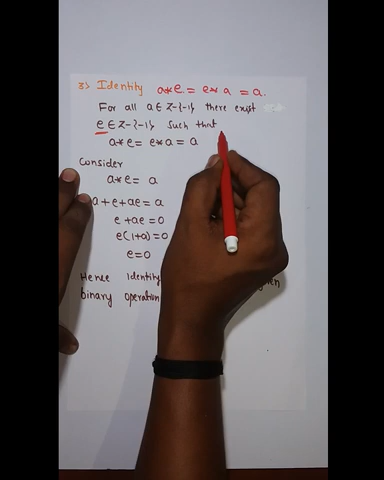 3> Identity a*e = e*a = a.
For all a ∈ Z-{-1} there exist
e ∈ Z-{-1} such that
a*e = e*a = a
Consider
a*e = a
a+e+ae = a
e+ae = 0
e(1+a) = 0
e = 0
Hence Identity
binary operation